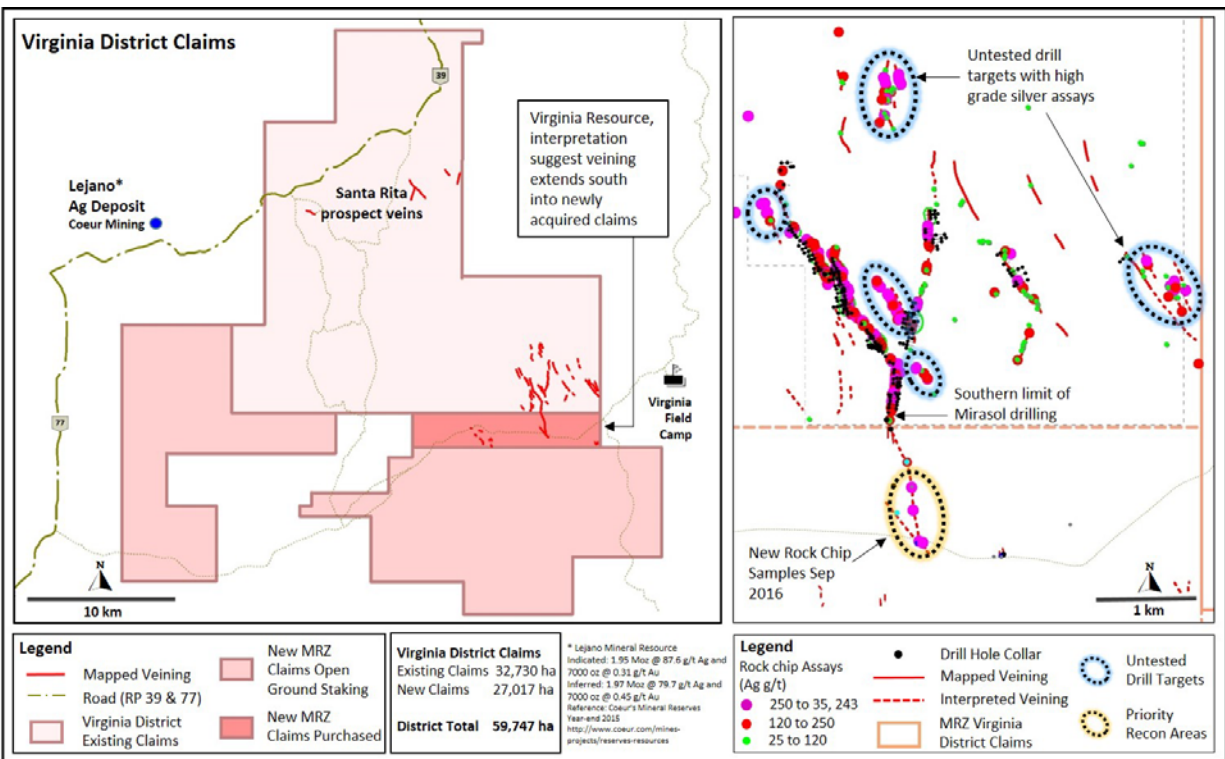 Virginia District Claims
39
Virginia Resource,
interpretation
suggest veining
extends south
into newly
acquired claims
Lejano*
Ag Deposit
Coeur Mining
Santa Rita
prospect veins
77
Virginia
Field
Camp
N
10 km
Untested drill
targets with high
grade silver assays
Southern limit of
Mirasol drilling
New Rock Chip
Samples Sep
2016
N
1 km
Legend
Mapped Veining
Road (RP 39 & 77)
Virginia District
Existing Claims
New MRZ
Claims Open
Ground Staking
New MRZ
Claims Purchased
Virginia District Claims
Existing Claims 32,730 ha
New Claims 27,017 ha
District Total 59,747 ha
* Lejano Mineral Resource
Indicated: 1.95 Moz @ 87.6 g/t Ag and
7000 oz @ 0.31 g/t Au
Inferred: 1.97 Moz @ 79.7 g/t Ag and
7000 oz @ 0.45 g/t Au
Reference: Coeur's Mineral Reserves
Year-end 2015
http://www.coeur.com/mines-
projects/reserves-resources
Legend
Rock chip Assays
(Ag g/t)
250 to 35, 243
120 to 250
25 to 120
Drill Hole Collar
Mapped Veining
Interpreted Veining
MRZ Virginia
District Claims
Untested
Drill Targets
Priority
Recon Areas